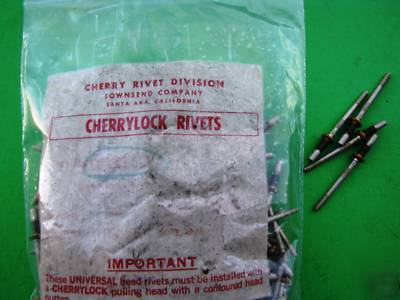 CHERRY RIVET DIVISION
TOWNSEND COMPANY
SANTA ANA, CALIFORNIA
CHERRYLOCK RIVETS
IMPORTANT
These UNIVERSAL head rivets must be installed with
a CHERRYLOCK pulling head with a contoured head